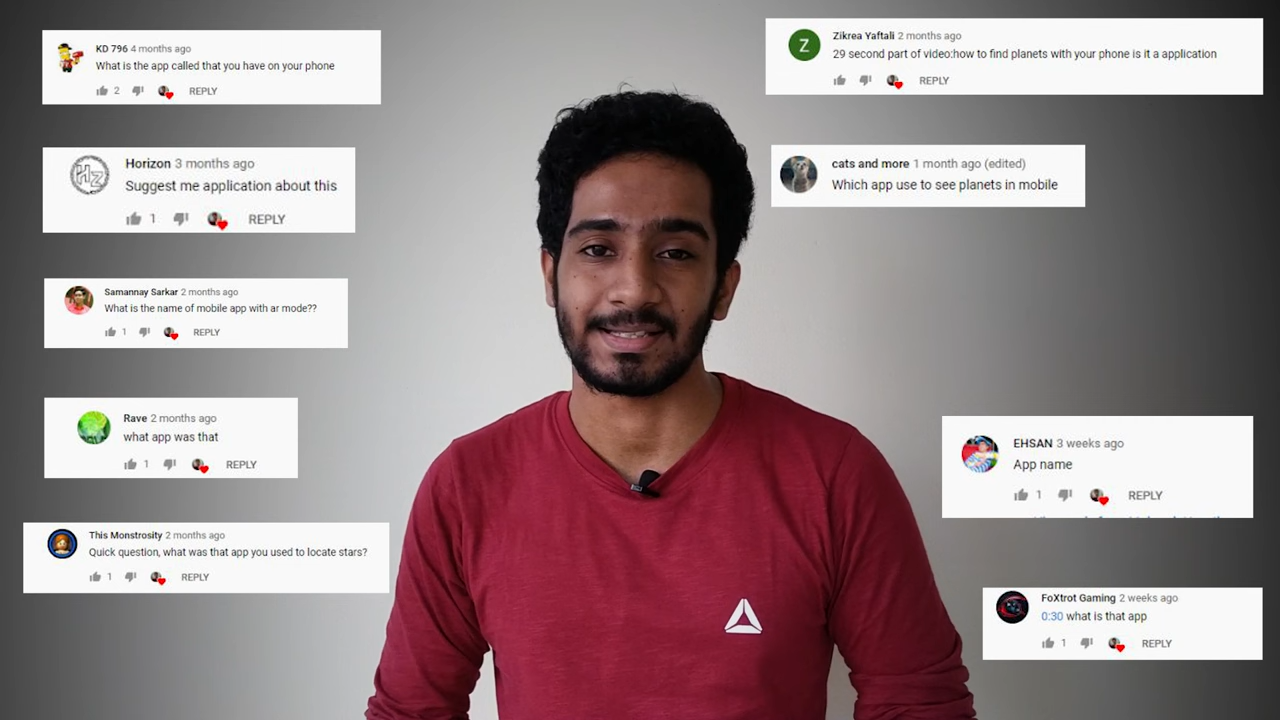 KD 796 4 months ago
What is the app called that you have on your phone
2 REPLY
Horizon 3 months ago
Suggest me application about this
1 REPLY
Samannay Sarkar 2 months ago
What is the name of mobile app with ar mode??
1 REPLY
Rave 2 months ago
what app was that
1 REPLY
This Monstrosity 2 months ago
Quick question, what was that app you used to locate stars?
1 REPLY
Z
Zikrea Yaftali 2 months ago
29 second part of video:how to find planets with your phone is it a application
REPLY
cats and more 1 month ago (edited)
Which app use to see planets in mobile
EHSAN 3 weeks ago
App name
1 REPLY
FoXtrot Gaming 2 weeks ago
0:30 what is that app
1 REPLY